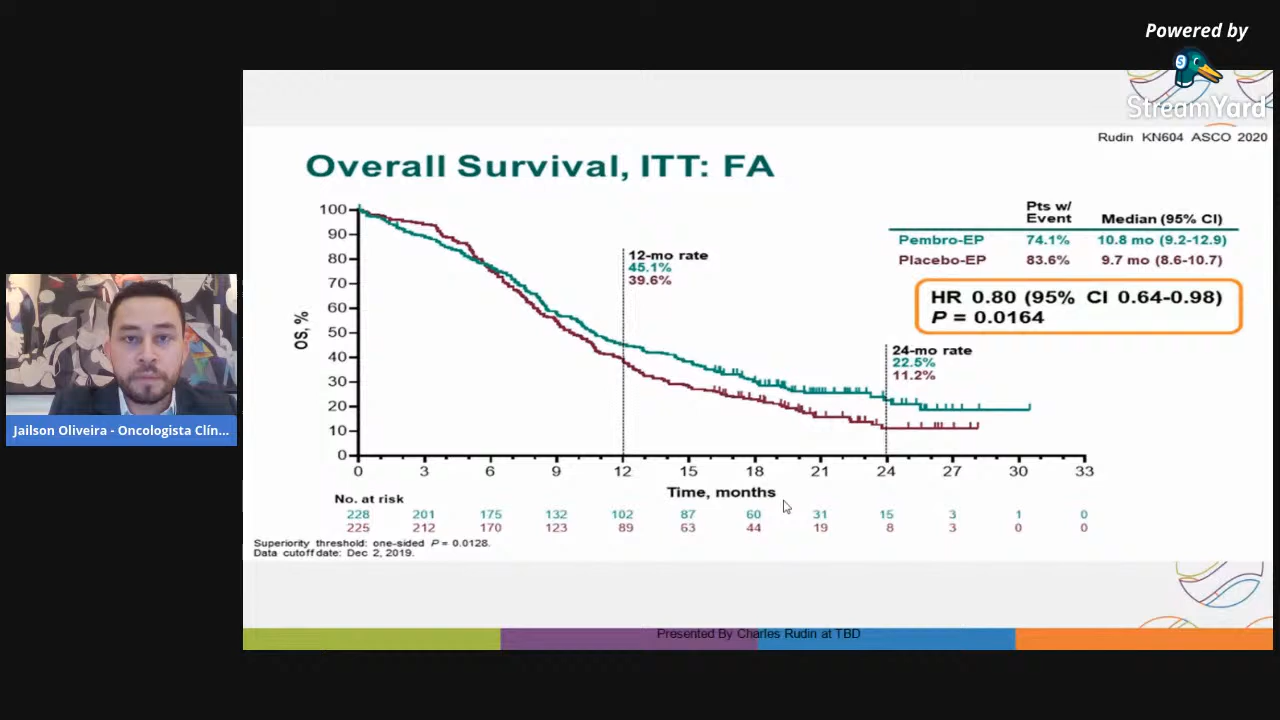 Powered by
StreamYard
Rudin KN604 ASCO 2020
Overall Survival, ITT: FA
Pts w/
Event
Median (95% CI)
Pembro-EP 74.1% 10.8 mo (9.2-12.9)
Placebo-EP 83.6% 9.7 mo (8.6-10.7)
HR 0.80 (95% CI 0.64-0.98)
P = 0.0164
12-mo rate
45.1%
39.6%
24-mo rate
22.5%
11.2%
OS, %
100
90
80
70
60
50
40
30
20
10
0
0 3 6 9 12 15 18 21 24 27 30 33
Time, months
No. at risk
228 201 175 132 102 87 60 31 15 3 1 0
225 212 170 123 89 63 44 19 8 3 0 0
Superiority threshold: one-sided P = 0.0128.
Data cutoff date: Dec 2, 2019.
Presented By Charles Rudin at TBD
Jailson Oliveira - Oncologista Clín...